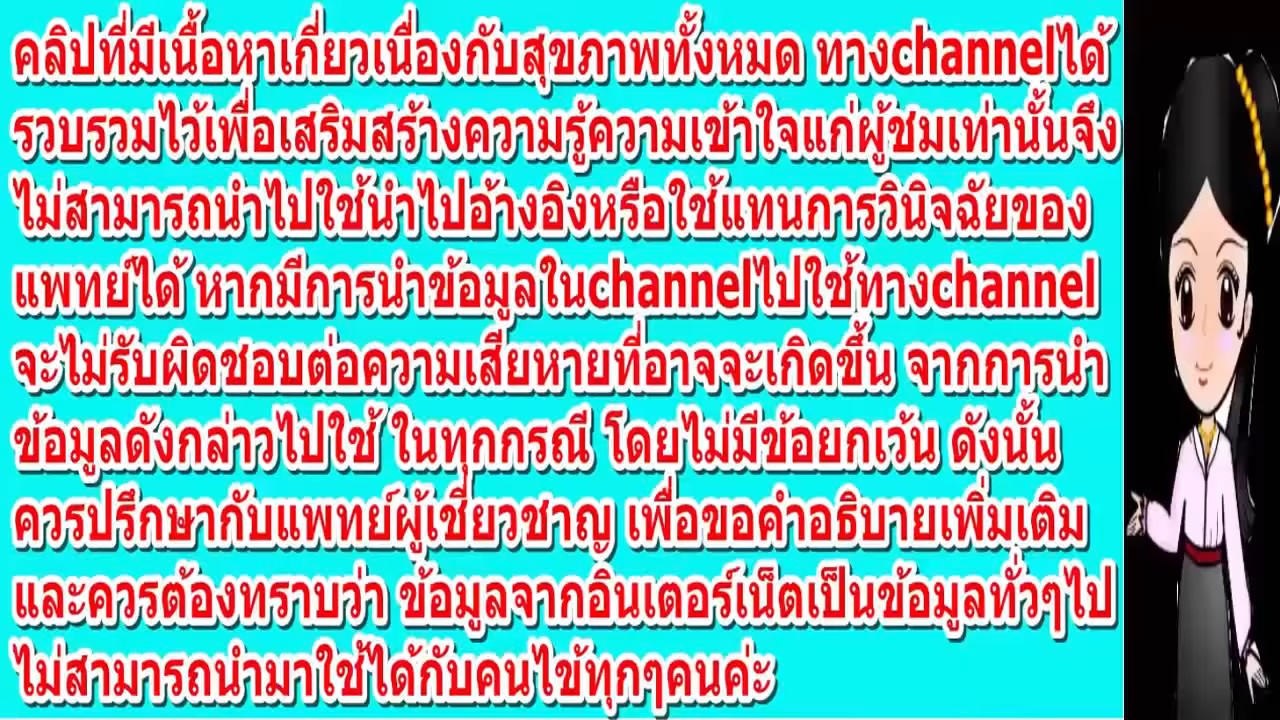 คลิปที่มีเนื้อหาเกี่ยวเนื่องกับสุขภาพทั้งหมด ทางchannelได้
รวบรวมไว้เพื่อเสริมสร้างความรู้ความเข้าใจแก่ผู้ชมเท่านั้นจึง
ไม่สามารถนำไปใช้นำไปอ้างอิงหรือใช้แทนการวินิจฉัยของ
แพทย์ได้ หากมีการนำข้อมูลในchannelไปใช้ทางchannel
จะไม่รับผิดชอบต่อความเสียหายที่อาจจะเกิดขึ้น จากการนำ
ข้อมูลดังกล่าวไปใช้ ในทุกกรณี โดยไม่มีข้อยกเว้น ดังนั้น
ควรปรึกษากับแพทย์ผู้เชี่ยวชาญ เพื่อขอคำอธิบายเพิ่มเติม
และควรต้องทราบว่า ข้อมูลจากอินเตอร์เน็ตเป็นข้อมูลทั่วๆไป
ไม่สามารถนำมาใช้ได้กับคนไข้ทุกๆคนค่ะ